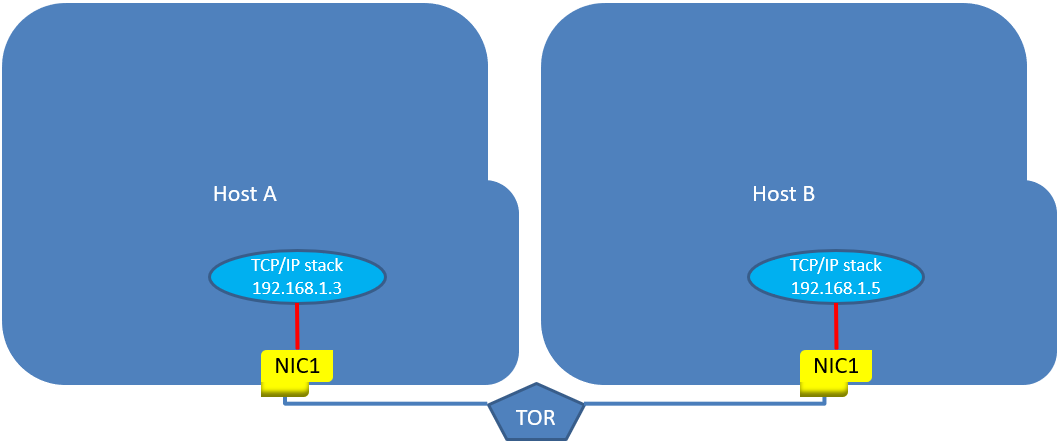 Host A
Host B
TCP/IP stack
192.168.1.3
TCP/IP stack
192.168.1.5
NIC1
NIC1
TOR